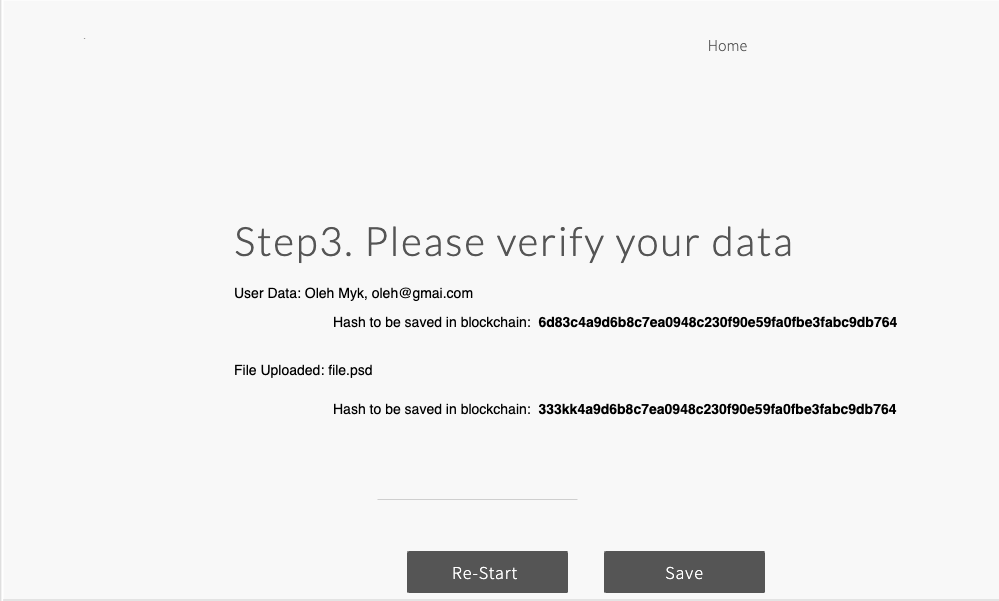 Home
Step3. Please verify your data
User Data: Oleh Myk, oleh@gmai.com
Hash to be saved in blockchain: 6d83c4a9d6b8c7ea0948c230f90e59fa0fbe3fabc9db764
File Uploaded: file.psd
Hash to be saved in blockchain: 333kk4a9d6b8c7ea0948c230f90e59fa0fbe3fabc9db764
Re-Start Save